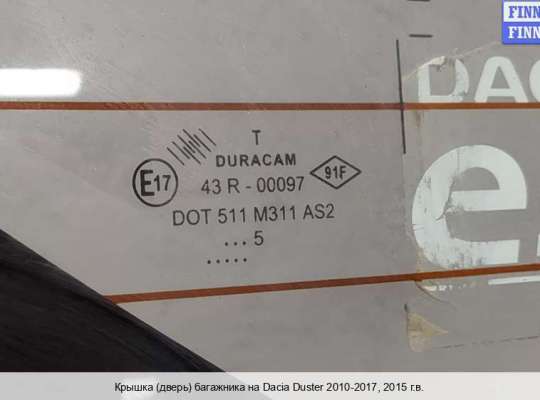 FINN
FINN
DAC
T
DURACAM
E17 43 R - 00097 91F
DOT 511 M311 AS2
... 5
.....
e.
Крышка (дверь) багажника на Dacia Duster 2010-2017, 2015 г.в.